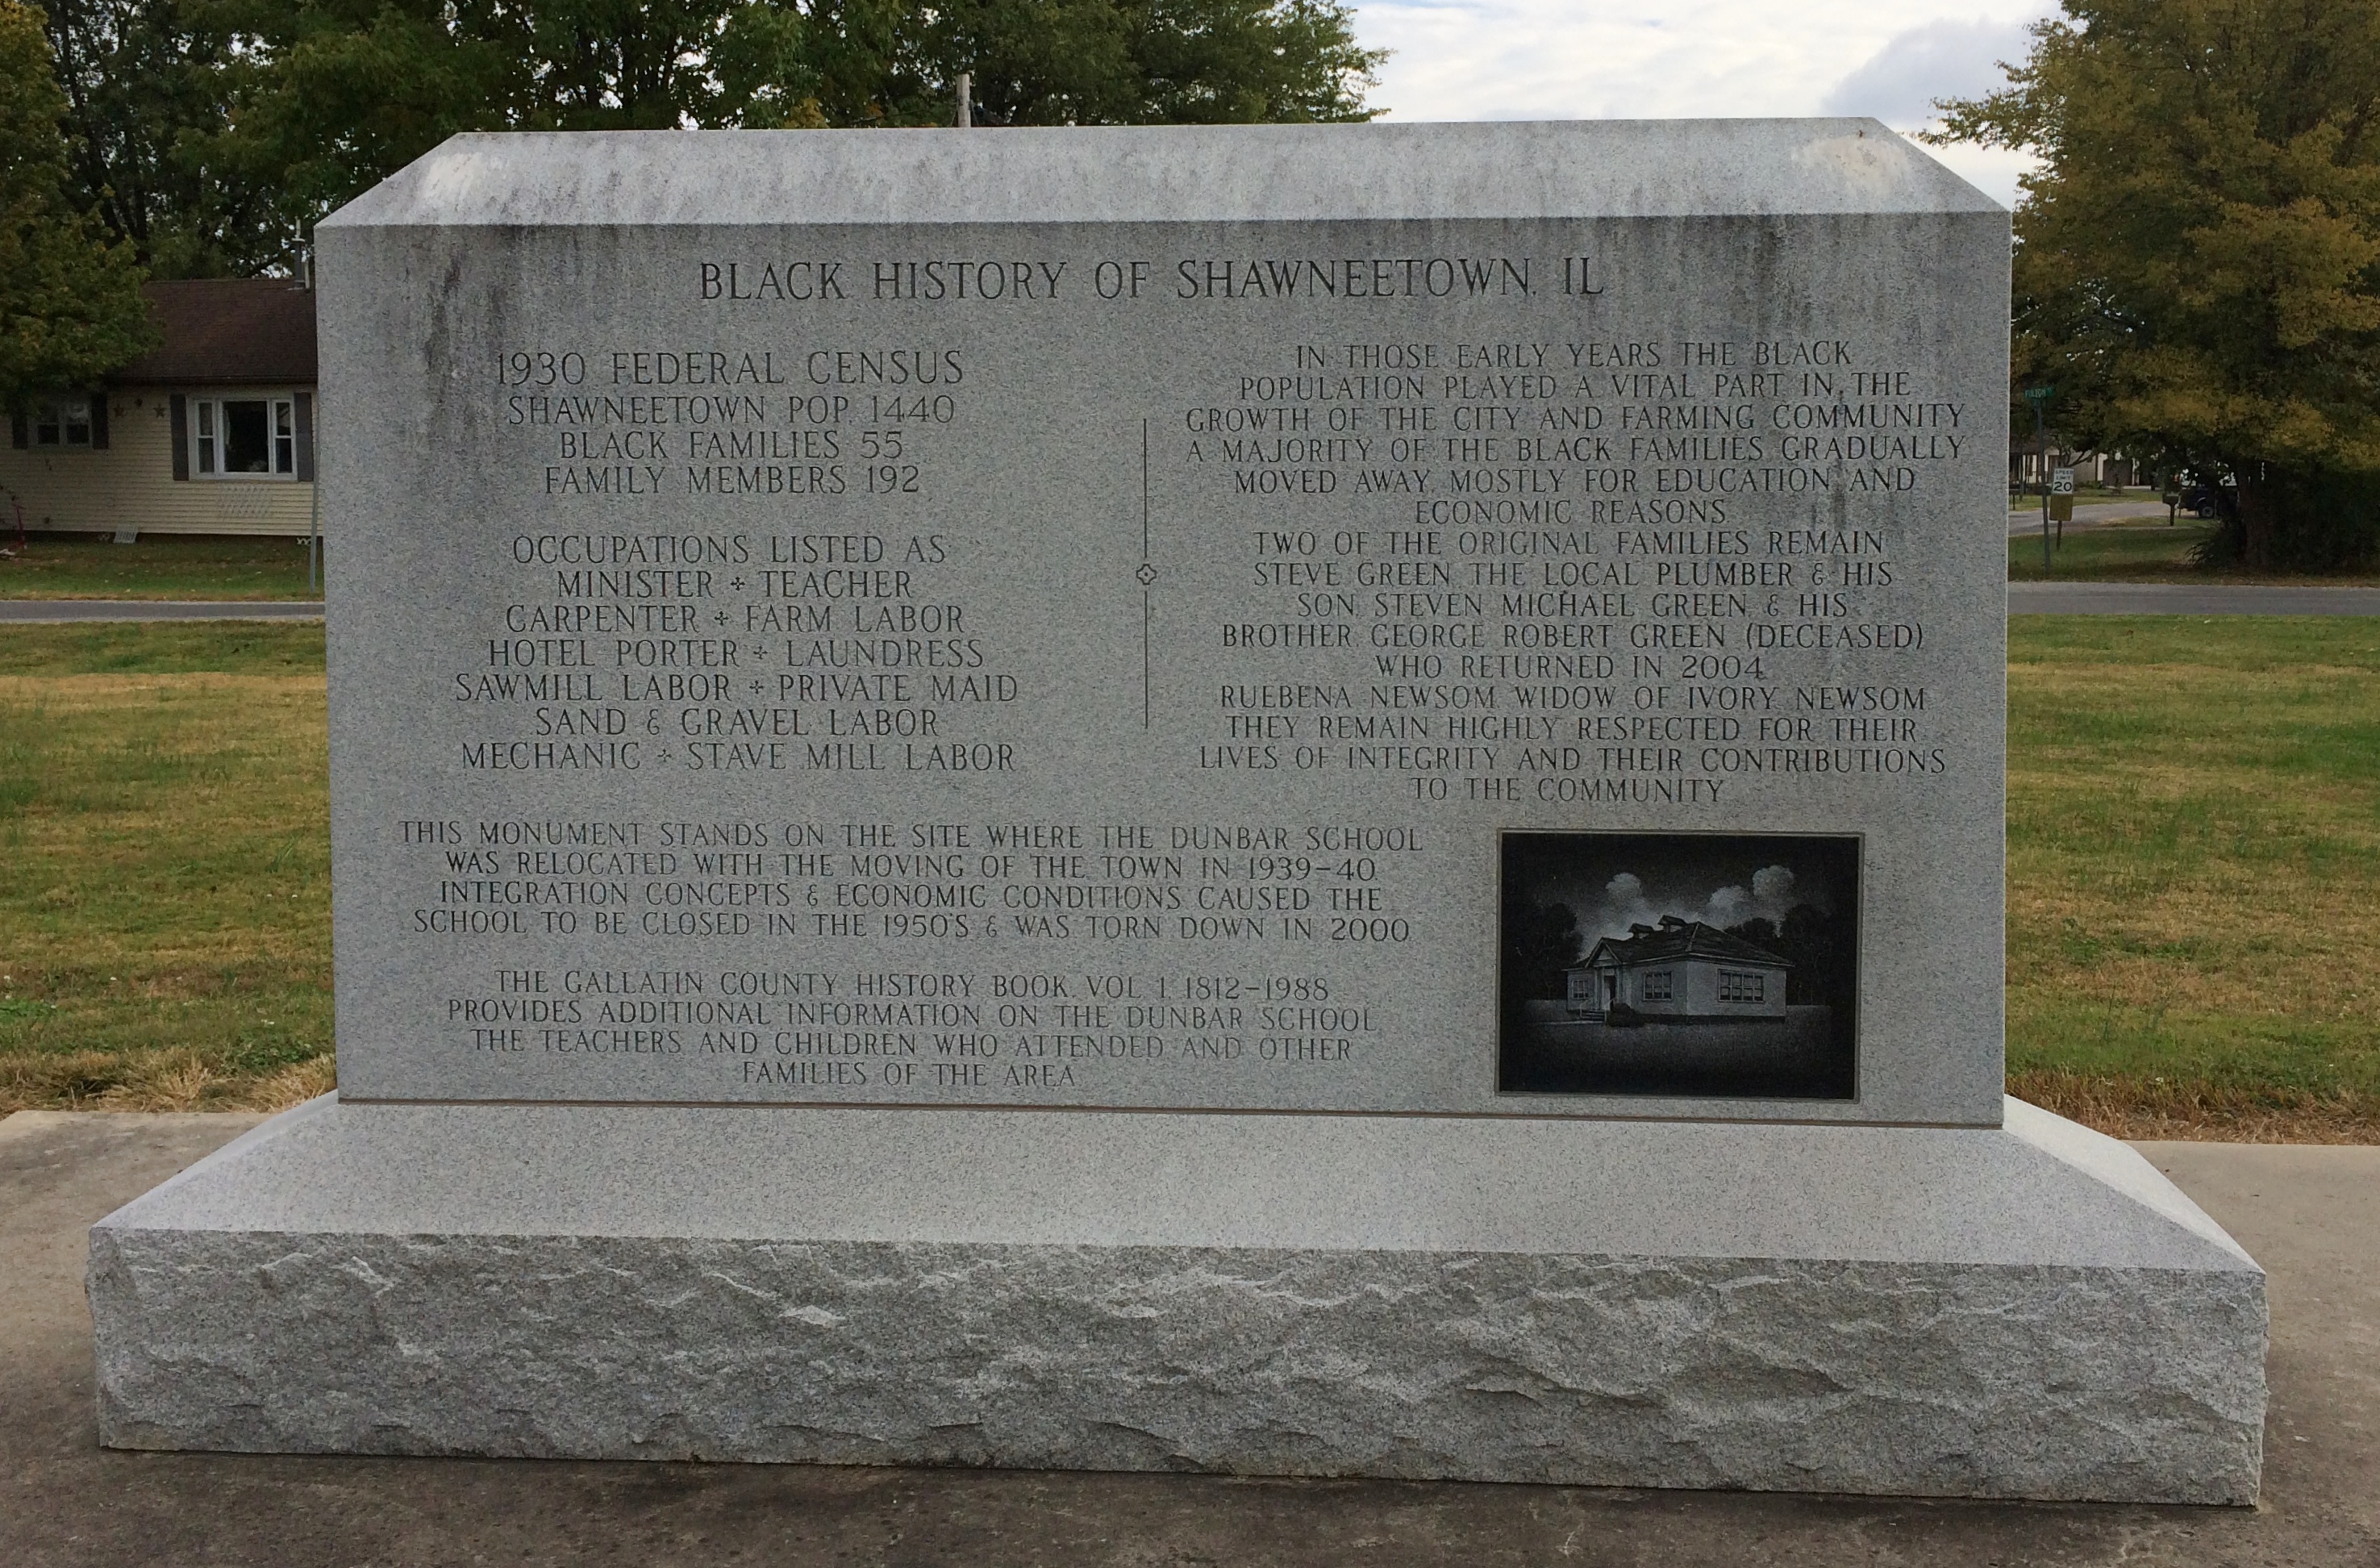 BLACK HISTORY OF SHAWNEETOWN, IL
1930 FEDERAL CENSUS
SHAWNEETOWN POP. 1440
BLACK FAMILIES 55
FAMILY MEMBERS 192
OCCUPATIONS LISTED AS
MINISTER + TEACHER
CARPENTER + FARM LABOR
HOTEL PORTER + LAUNDRESS
SAWMILL LABOR + PRIVATE MAID
SAND & GRAVEL LABOR
MECHANIC + STAVE MILL LABOR
IN THOSE EARLY YEARS THE BLACK
POPULATION PLAYED A VITAL PART IN THE
GROWTH OF THE CITY AND FARMING COMMUNITY
A MAJORITY OF THE BLACK FAMILIES GRADUALLY
MOVED AWAY, MOSTLY FOR EDUCATION AND
ECONOMIC REASONS
TWO OF THE ORIGINAL FAMILIES REMAIN
STEVE GREEN, THE LOCAL PLUMBER & HIS
SON, STEVEN MICHAEL GREEN, & HIS
BROTHER, GEORGE ROBERT GREEN (DECEASED)
WHO RETURNED IN 2004.
RUEBENA NEWSOM WIDOW OF IVORY NEWSOM
THEY REMAIN HIGHLY RESPECTED FOR THEIR
LIVES OF INTEGRITY AND THEIR CONTRIBUTIONS
TO THE COMMUNITY
THIS MONUMENT STANDS ON THE SITE WHERE THE DUNBAR SCHOOL
WAS RELOCATED WITH THE MOVING OF THE TOWN IN 1939-40.
INTEGRATION CONCEPTS & ECONOMIC CONDITIONS CAUSED THE
SCHOOL TO BE CLOSED IN THE 1950'S & WAS TORN DOWN IN 2000.
THE GALLATIN COUNTY HISTORY BOOK, VOL. 1, 1812-1988
PROVIDES ADDITIONAL INFORMATION ON THE DUNBAR SCHOOL
THE TEACHERS AND CHILDREN WHO ATTENDED AND OTHER
FAMILIES OF THE AREA
SPEED
LIMIT
20